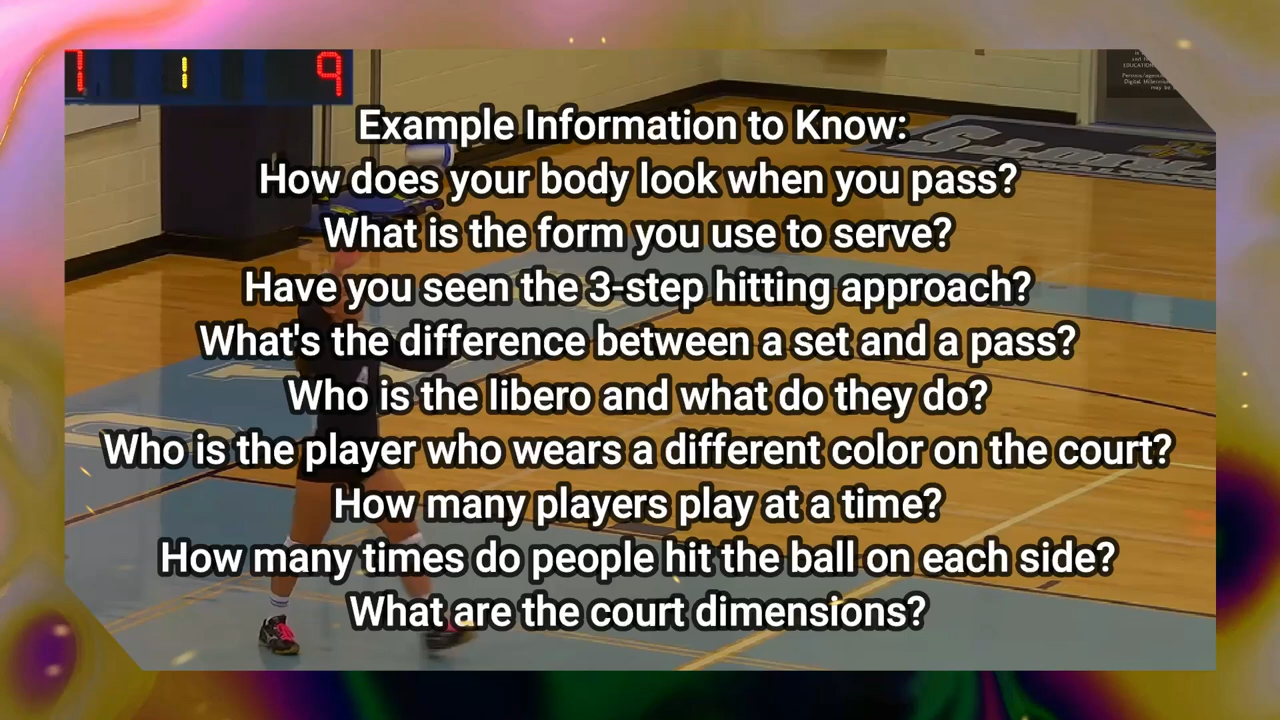 1 1 9
Example Information to Know:
How does your body look when you pass?
What is the form you use to serve?
Have you seen the 3-step hitting approach?
What's the difference between a set and a pass?
Who is the libero and what do they do?
Who is the player who wears a different color on the court?
How many players play at a time?
How many times do people hit the ball on each side?
What are the court dimensions?